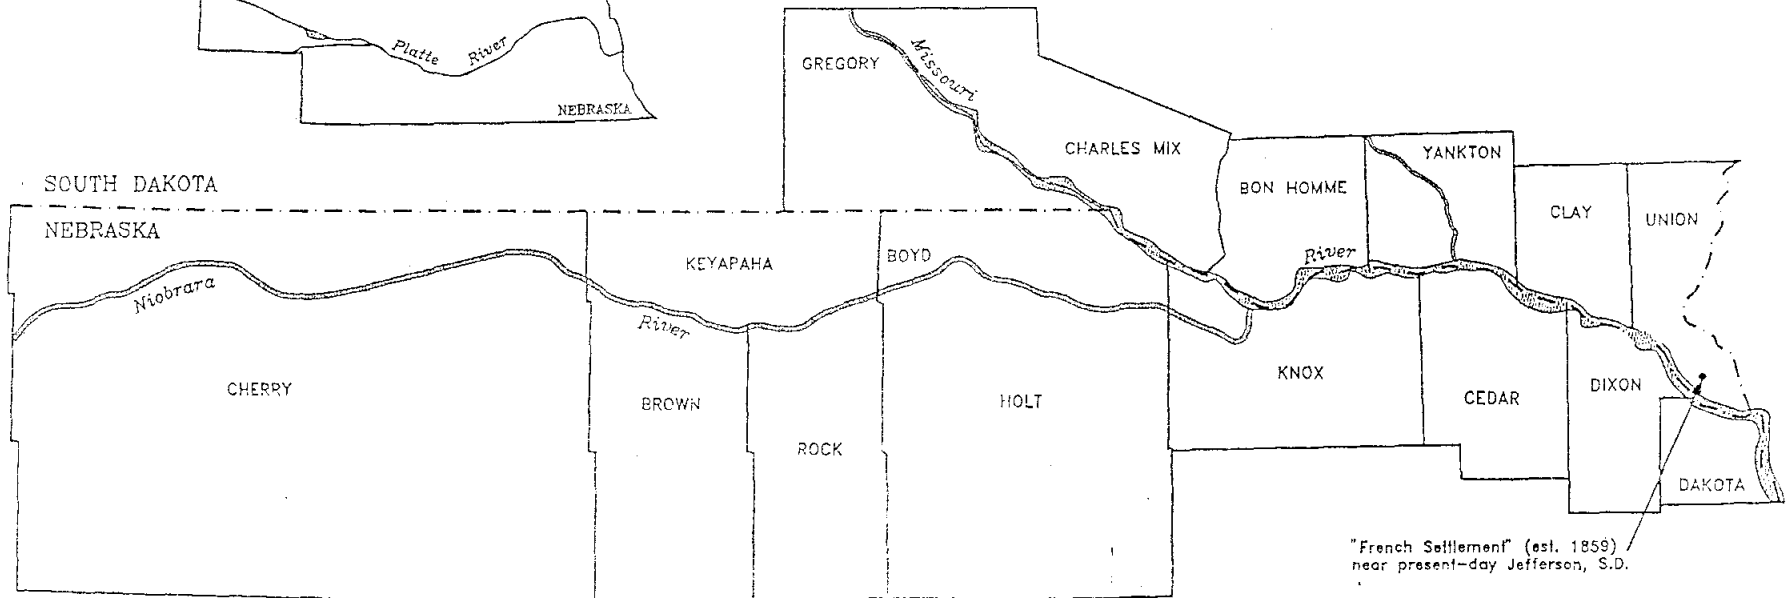 Platte River
NEBRASKA
GREGORY
Missouri
CHARLES MIX
YANKTON
BON HOMME
CLAY
UNION
SOUTH DAKOTA
NEBRASKA
KEYAPAHA
BOYD
River
Niobrara
River
CHERRY
BROWN
ROCK
HOLT
KNOX
CEDAR
DIXON
DAKOTA
"French Settlement" (est. 1859)
near present-day Jefferson, S.D.